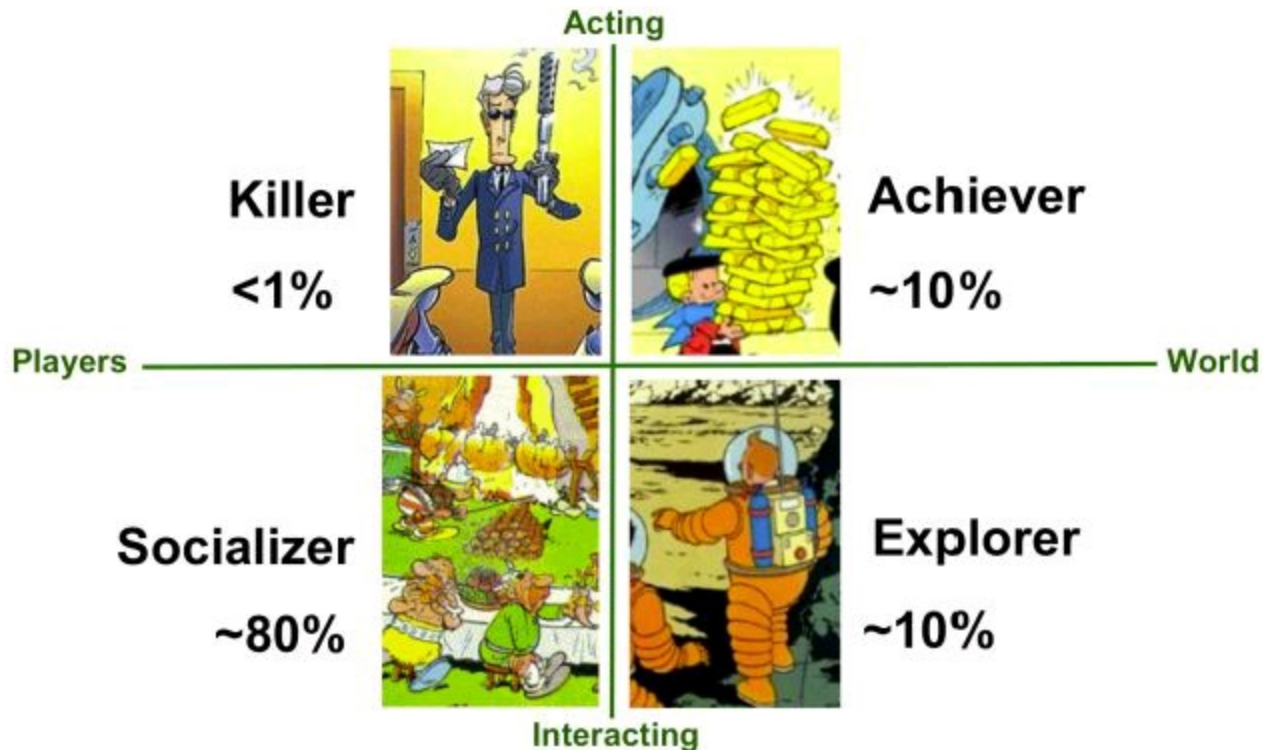 Acting
Killer
<1%
Achiever
~10%
Players
World
Socializer
~80%
Explorer
~10%
Interacting